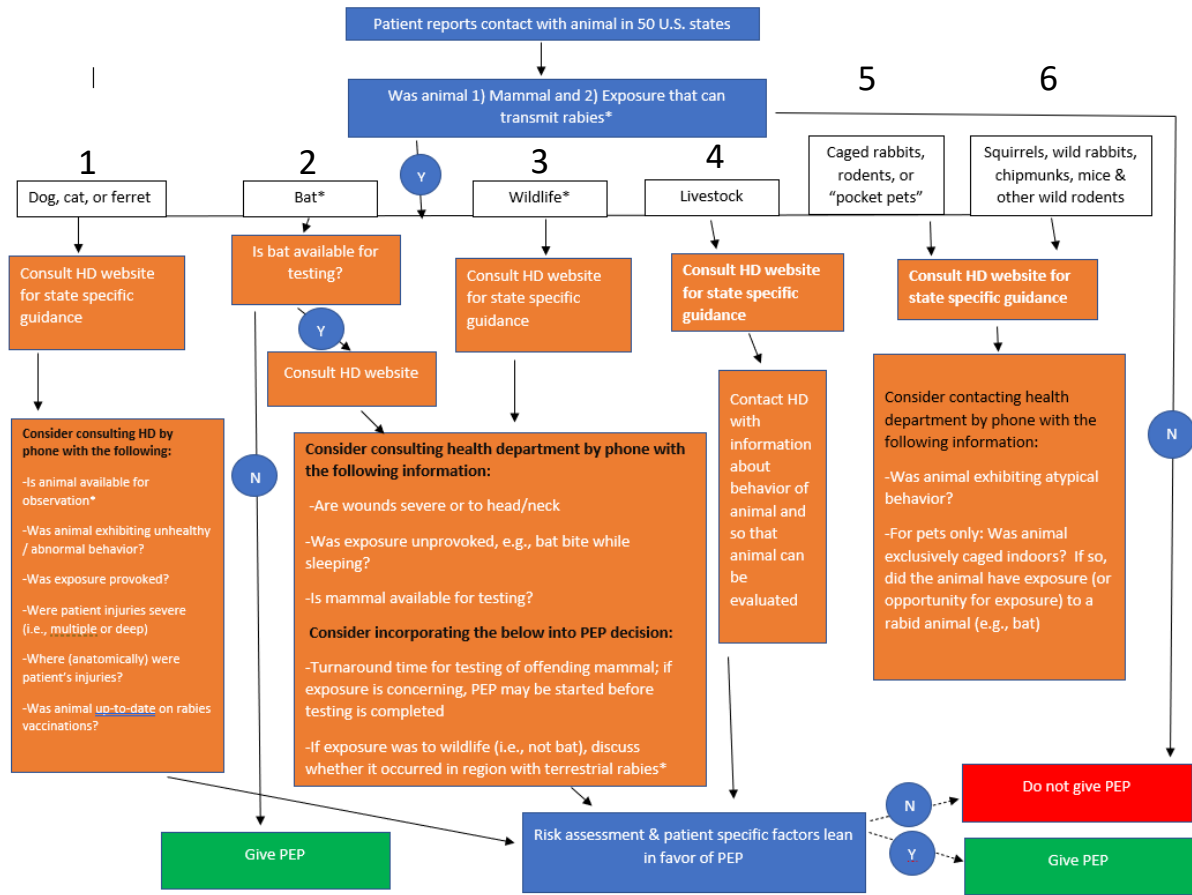 Patient reports contact with animal in 50 U.S. states
Was animal 1) Mammal and 2) Exposure that can
transmit rabies*
5
6
1
2
Y
3
4
Caged rabbits,
rodents, or
“pocket pets”
Squirrels, wild rabbits,
chipmunks, mice &
other wild rodents
Dog, cat, or ferret
Bat*
Wildlife*
Livestock
Consult HD website
for state specific
guidance
Is bat available for
testing?
Y
Consult HD website
Consult HD website
for state specific
guidance
Consult HD website
for state specific
guidance
Consult HD website for
state specific guidance
Consider consulting HD by
phone with the following:
-Is animal available for
observation*
-Was animal exhibiting unhealthy
/ abnormal behavior?
-Was exposure provoked?
-Were patient injuries severe
(i.e., multiple or deep)
-Where (anatomically) were
patient’s injuries?
-Was animal up-to-date on rabies
vaccinations?
N
Consider consulting health department by phone with
the following information:
-Are wounds severe or to head/neck
-Was exposure unprovoked, e.g., bat bite while
sleeping?
-Is mammal available for testing?
Consider incorporating the below into PEP decision:
-Turnaround time for testing of offending mammal; if
exposure is concerning, PEP may be started before
testing is completed
-If exposure was to wildlife (i.e., not bat), discuss
whether it occurred in region with terrestrial rabies*
Contact HD
with
information
about
behavior of
animal and
so that
animal can
be
evaluated
Consider contacting health
department by phone with the
following information:
-Was animal exhibiting atypical
behavior?
-For pets only: Was animal
exclusively caged indoors? If so,
did the animal have exposure (or
opportunity for exposure) to a
rabid animal (e.g., bat)
N
Give PEP
Risk assessment & patient specific factors lean
in favor of PEP
N
Y
Do not give PEP
Give PEP